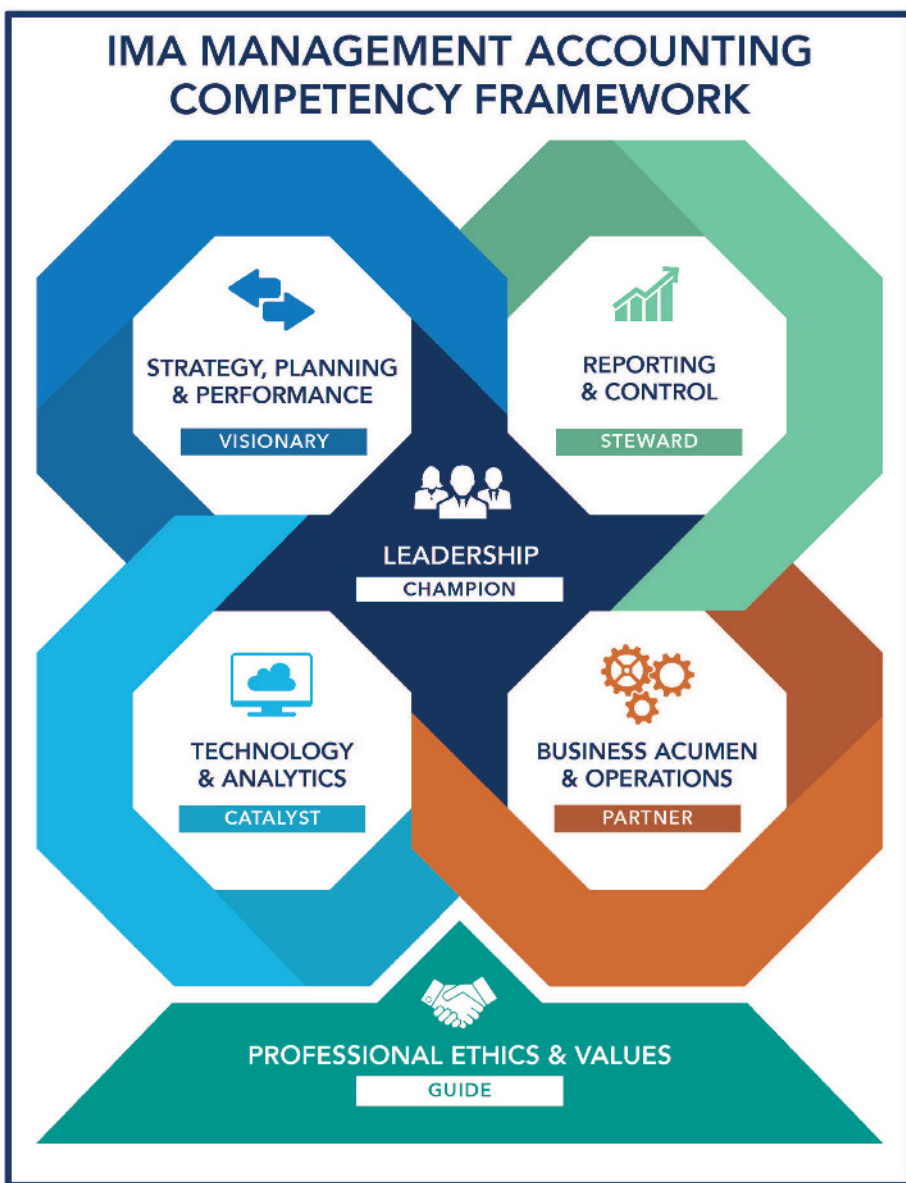 IMA MANAGEMENT ACCOUNTING
COMPETENCY FRAMEWORK
STRATEGY, PLANNING
& PERFORMANCE
VISIONARY
REPORTING
& CONTROL
STEWARD
LEADERSHIP
CHAMPION
TECHNOLOGY
& ANALYTICS
CATALYST
BUSINESS ACUMEN
& OPERATIONS
PARTNER
PROFESSIONAL ETHICS & VALUES
GUIDE